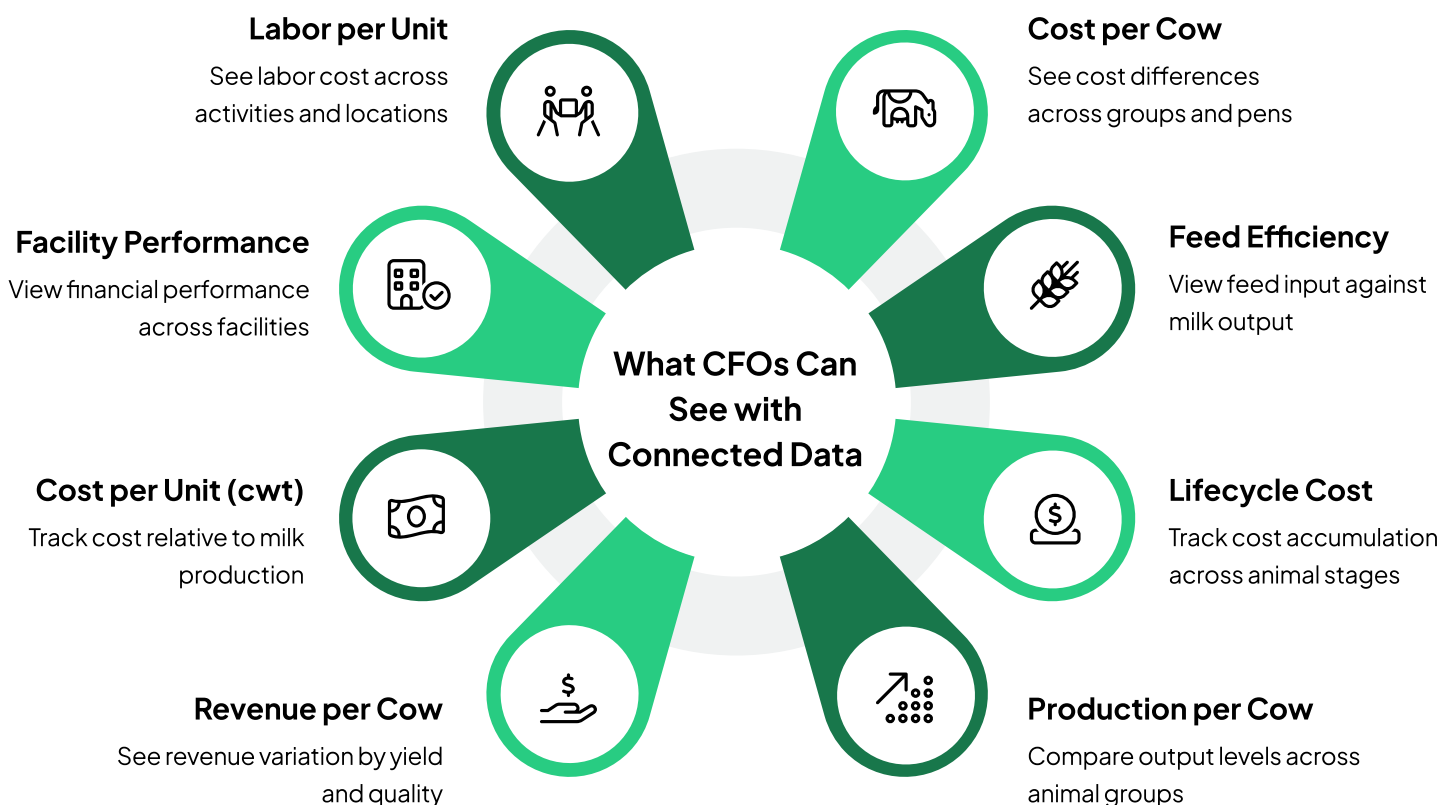 Labor per Unit
See labor cost across
activities and locations
Cost per Cow
See cost differences
across groups and pens
Facility Performance
View financial performance
across facilities
Feed Efficiency
View feed input against
milk output
What CFOs Can
See with
Connected Data
Cost per Unit (cwt)
Track cost relative to milk
production
Lifecycle Cost
Track cost accumulation
across animal stages
Revenue per Cow
See revenue variation by yield
and quality
Production per Cow
Compare output levels across
animal groups
$
$